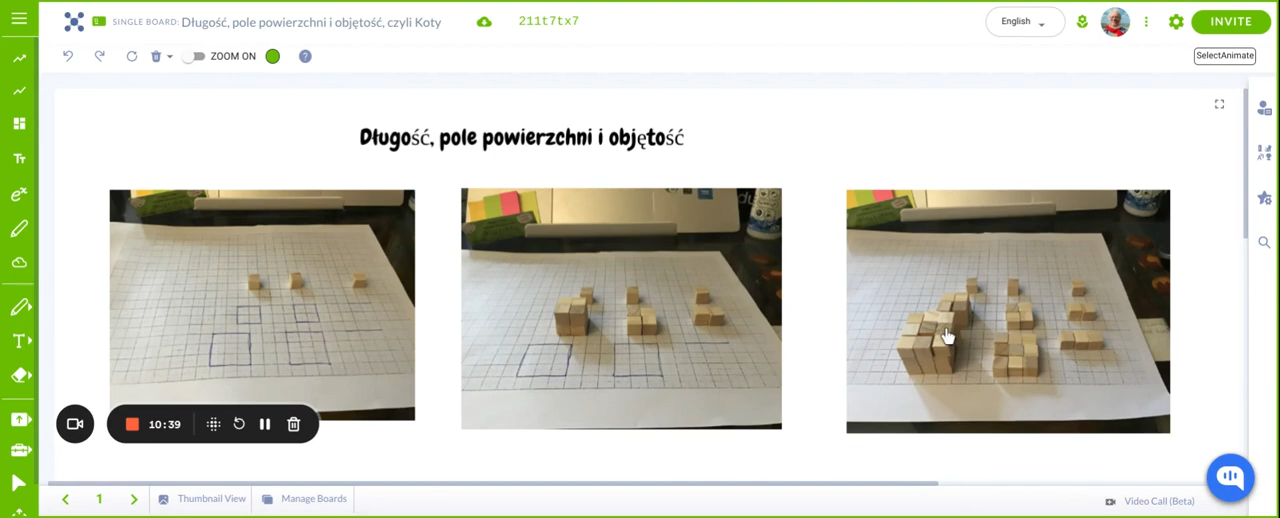 SINGLE BOARD: Długość, pole powierzchni i objętość, czyli Koty
211t7tx7
English
INVITE
ZOOM ON
SelectAnimate
Długość, pole powierzchni i objętość
10:39
1
Thumbnail View
Manage Boards
Video Call (Beta)